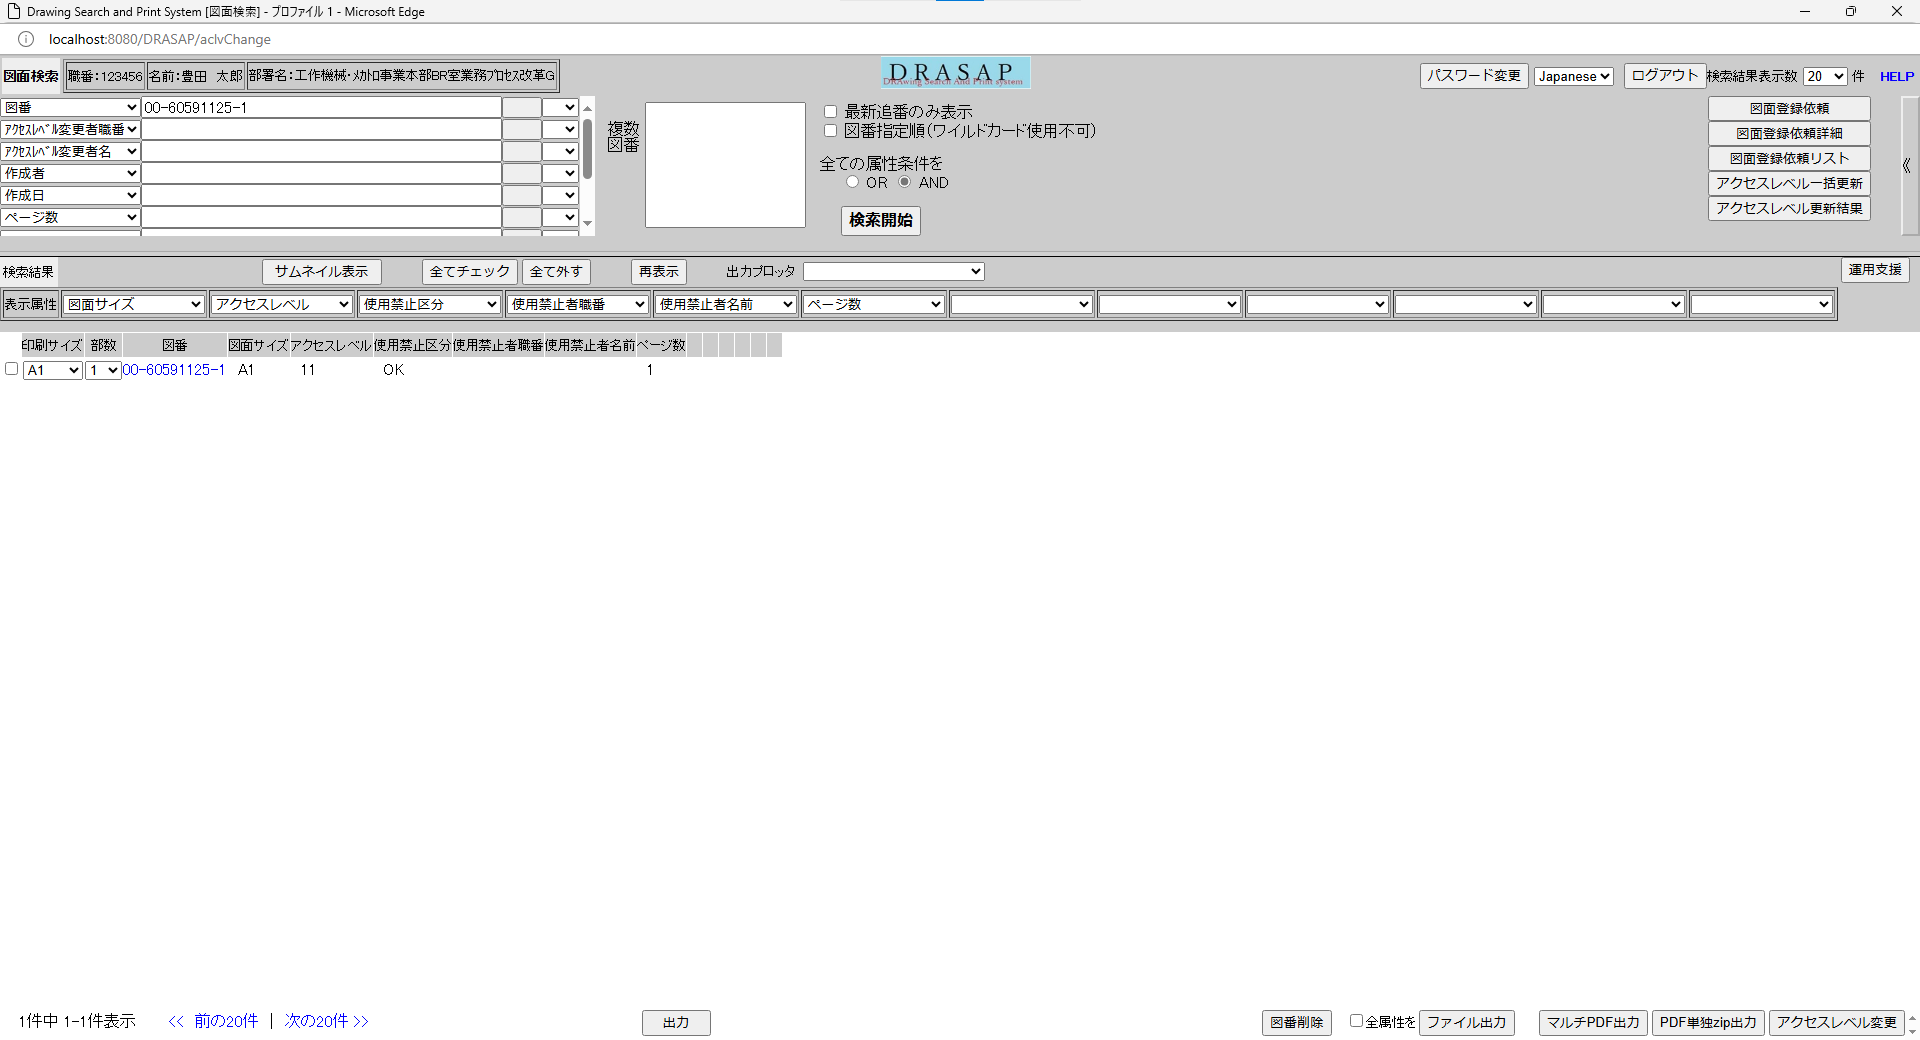 Drawing Search and Print System [図面検索] - プロファイル 1 - Microsoft Edge
localhost:8080/DRASAP/aclvChange
図面検索 職番：123456 名前：豊田　太郎 部署名：工作機械・ﾒｶﾄﾛ事業本部BR室業務ﾌﾟﾛｾｽ改革G
DRASAP
DRAwing Search And Print system
パスワード変更 Japanese ログアウト 検索結果表示数 20 件 HELP
図番 00-60591125-1
ｱｸｾｽﾚﾍﾞﾙ変更者職番
ｱｸｾｽﾚﾍﾞﾙ変更者名
作成者
作成日
ページ数
複数
図番
最新追番のみ表示
図番指定順(ワイルドカード使用不可)
全ての属性条件を
OR AND
検索開始
図面登録依頼
図面登録依頼詳細
図面登録依頼リスト
アクセスレベル一括更新
アクセスレベル更新結果
《
検索結果 サムネイル表示 全てチェック 全て外す 再表示 出力プロッタ 運用支援
表示属性 図面サイズ アクセスレベル 使用禁止区分 使用禁止者職番 使用禁止者名前 ページ数
印刷サイズ 部数 図番 図面サイズ アクセスレベル 使用禁止区分 使用禁止者職番 使用禁止者名前 ページ数
A1 1 00-60591125-1 A1 11 OK 1
1件中 1-1件表示 << 前の20件 | 次の20件 >> 出力 図番削除 全属性を ファイル出力 マルチPDF出力 PDF単独zip出力 アクセスレベル変更